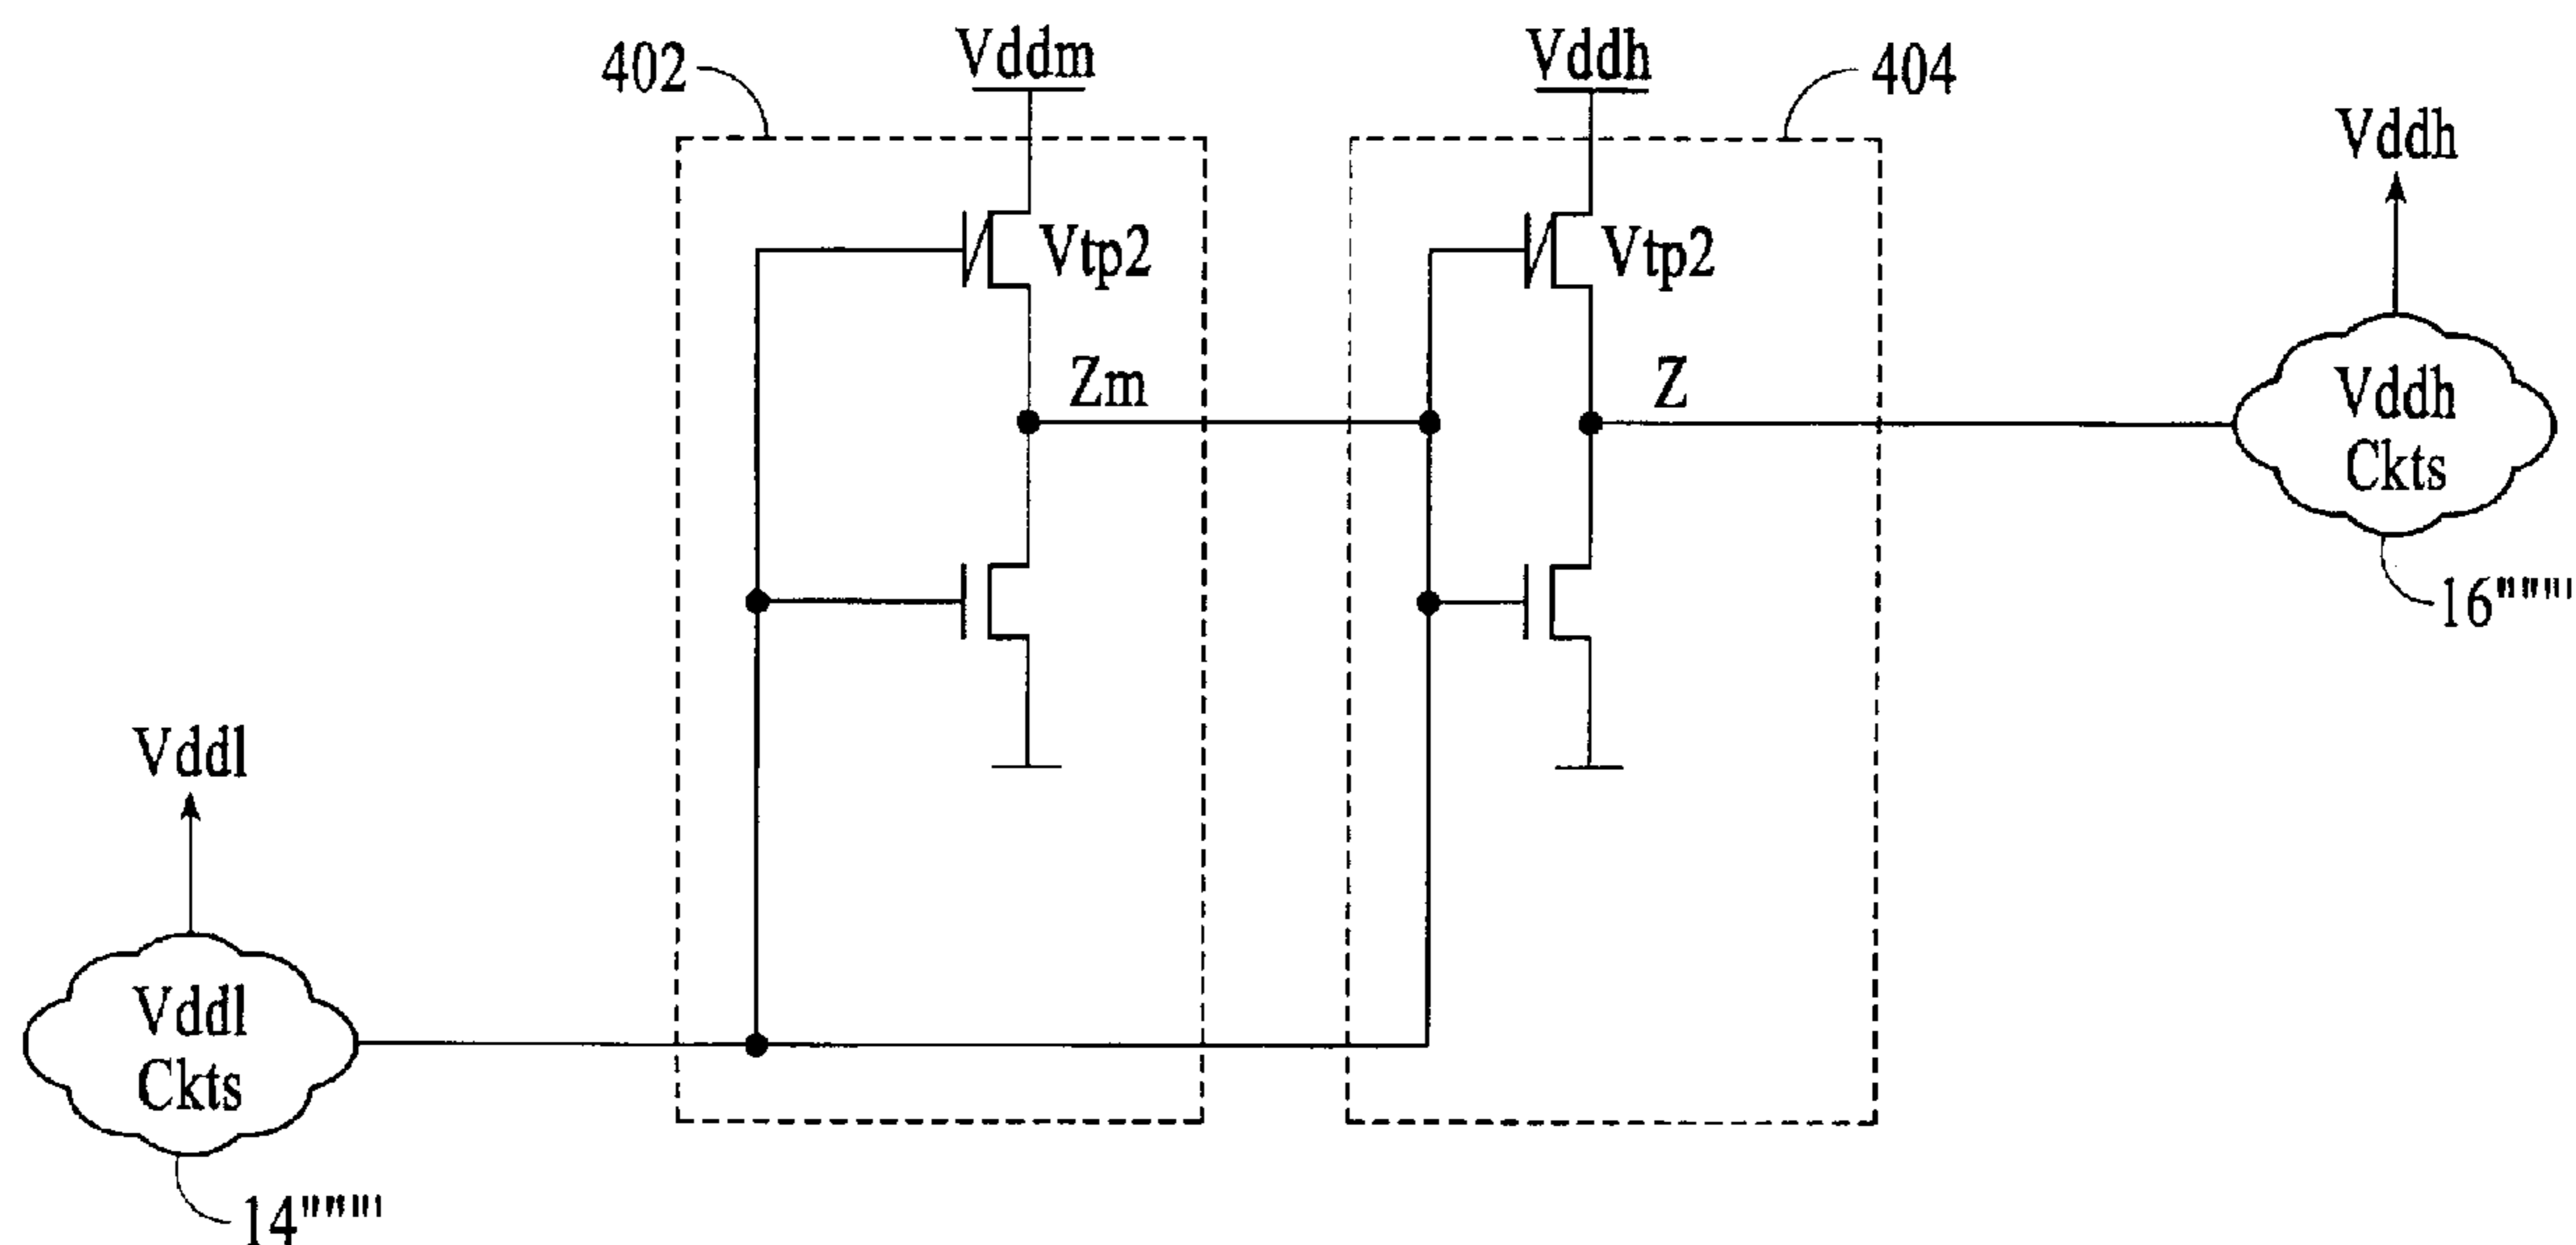 402
Vddm
Vddh
404
Vddh
Vtp2
Vtp2
Zm
Z
Vddh
Ckts
16""""'
Vddl
Vddl
Ckts
14""""'